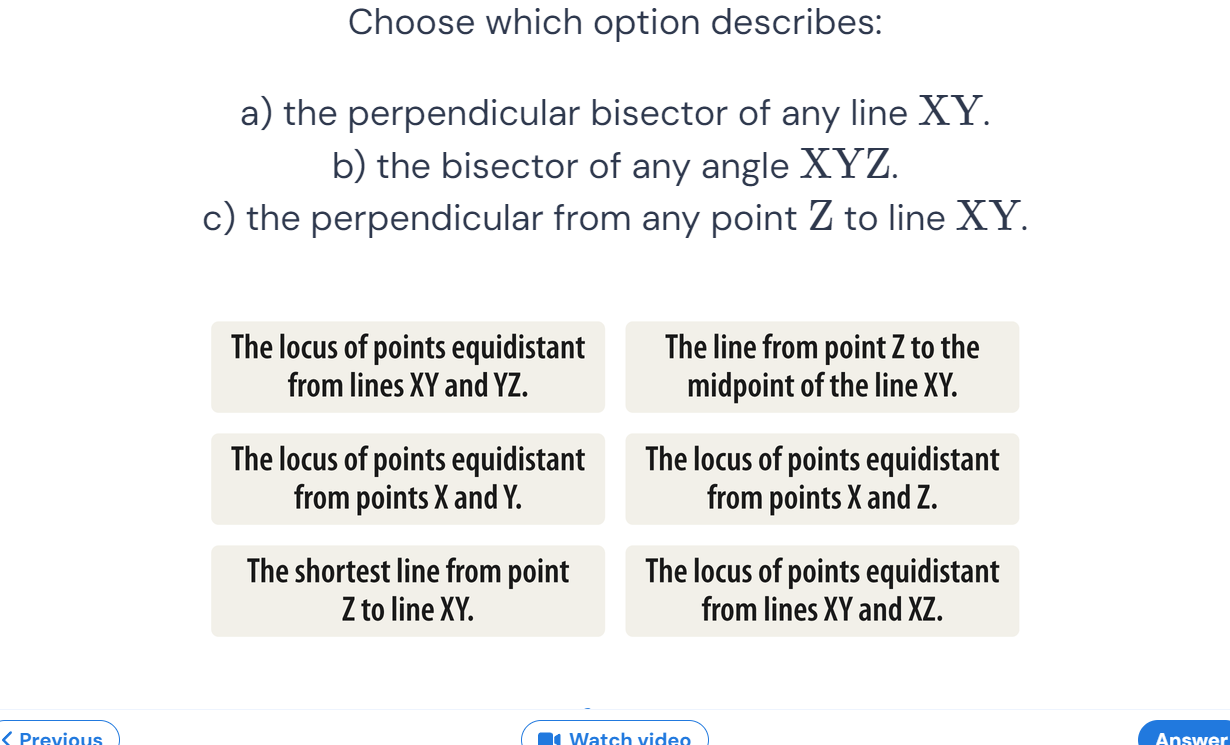 Choose which option describes:
a) the perpendicular bisector of any line XY.
b) the bisector of any angle XYZ.
c) the perpendicular from any point Z to line XY.
The locus of points equidistant
from lines XY and YZ.
The line from point Z to the
midpoint of the line XY.
The locus of points equidistant
from points X and Y.
The locus of points equidistant
from points X and Z.
The shortest line from point
Z to line XY.
The locus of points equidistant
from lines XY and XZ.
Previous
Watch video
Answer